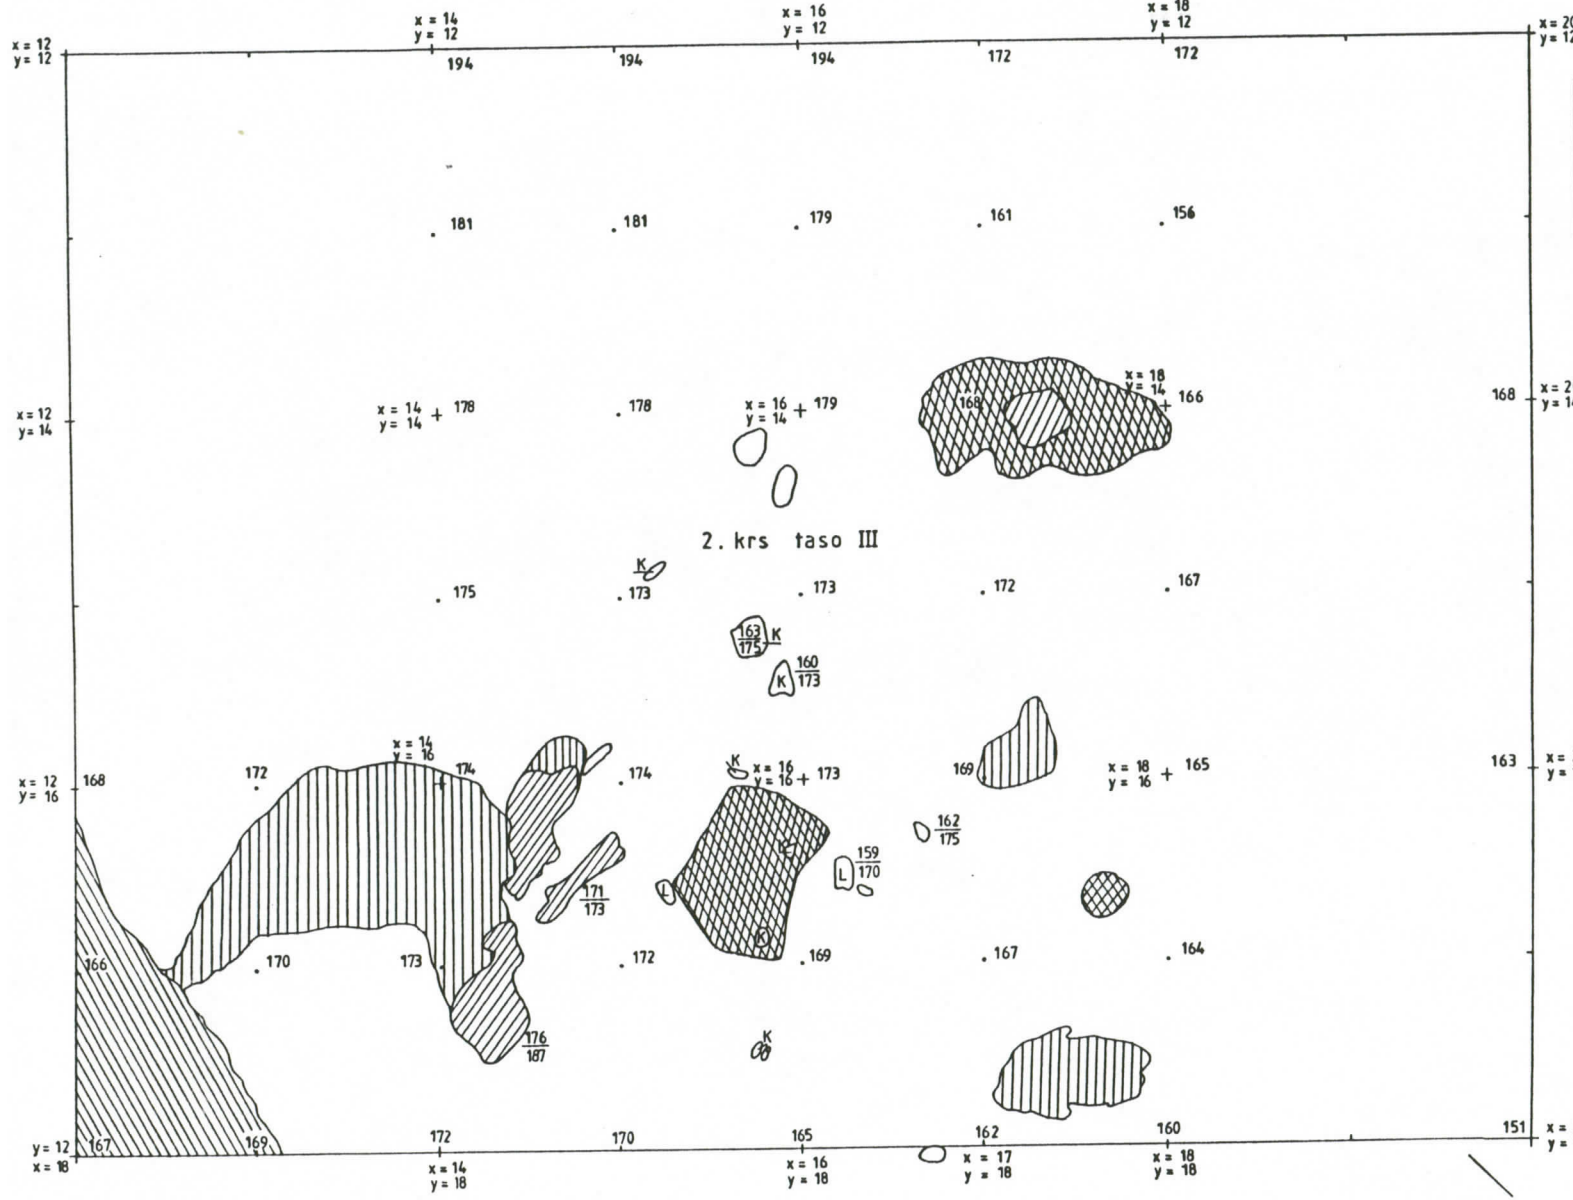 x = 14
y = 12
x = 16
y = 12
x = 18
y = 12
x = 20
y = 12
x = 12
y = 12
194
194
194
172
172
181
181
179
161
156
x = 12
y = 14
x = 14
y = 14
178
178
x = 16
y = 14
179
168
x = 18
y = 14
166
168
x = 2
y = 14
2. krs taso III
K
175
173
173
172
167
163
175
K
K
160
173
x = 12
y = 16
168
172
x = 14
y = 16
174
174
K
x = 16
y = 16
173
169
x = 18
y = 16
165
163
x =
y =
K
162
175
L
L
159
170
171
173
K
166
170
173
172
169
167
164
176
187
K
y = 12
x = 18
167
169
172
170
165
162
160
151
x =
y =
x = 14
y = 18
x = 16
y = 18
x = 17
y = 18
x = 18
y = 18